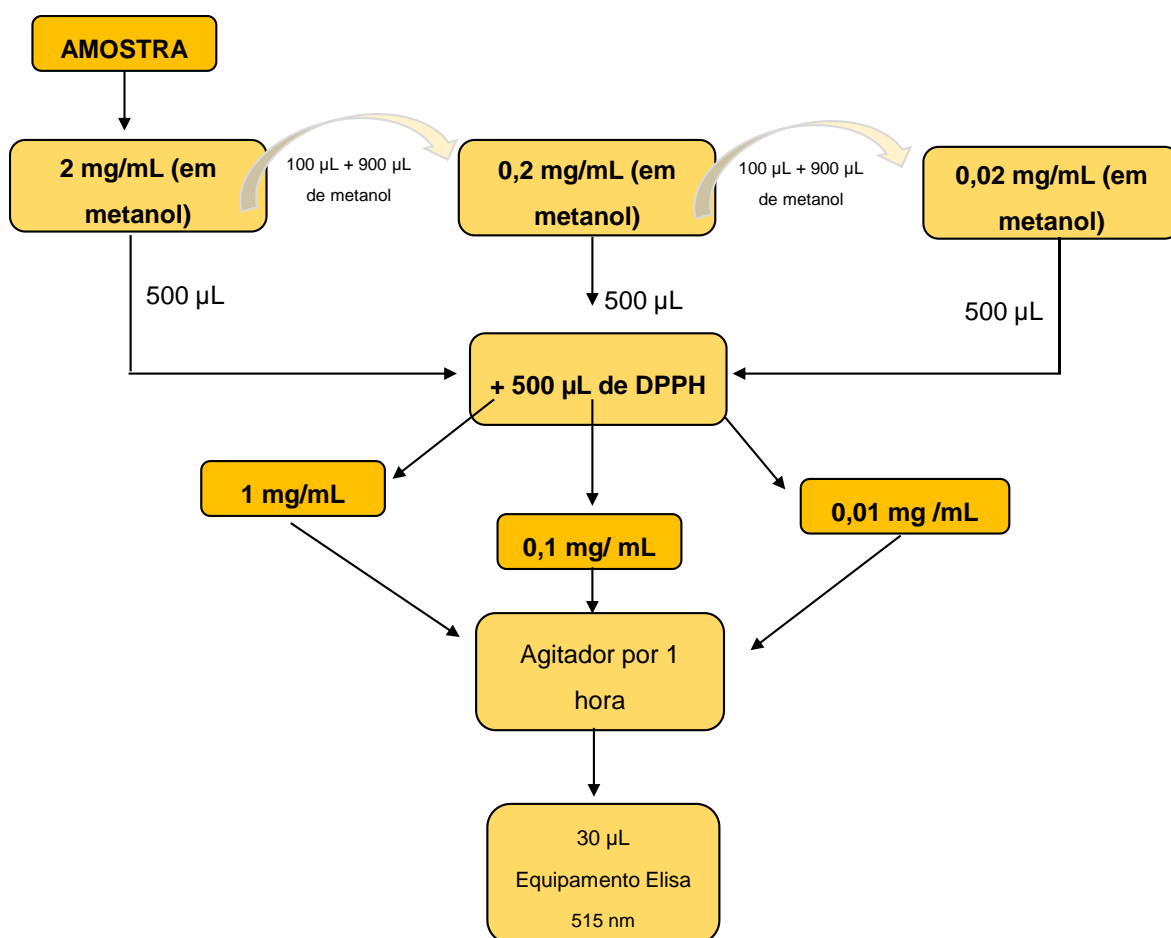 AMOSTRA
2 mg/mL (em
metanol)
100 µL + 900 µL
de metanol
0,2 mg/mL (em
metanol)
100 µL + 900 µL
de metanol
0,02 mg/mL (em
metanol)
500 µL
500 µL
500 µL
+ 500 µL de DPPH
1 mg/mL
0,1 mg/ mL
0,01 mg /mL
Agitador por 1
hora
30 µL
Equipamento Elisa
515 nm